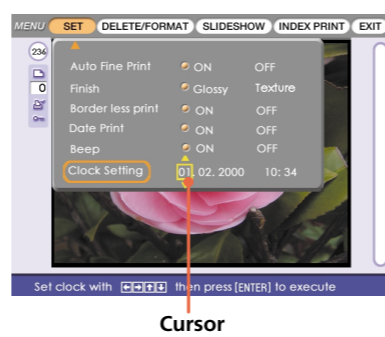 MENU SET DELETE/FORMAT SLIDESHOW INDEX PRINT EXIT
236
0
Auto Fine Print ON OFF
Finish Glossy Texture
Border less print ON OFF
Date Print ON OFF
Beep ON OFF
Clock Setting 01. 02. 2000 10: 34
Set clock with ←→↑↓ then press [ENTER] to execute
Cursor